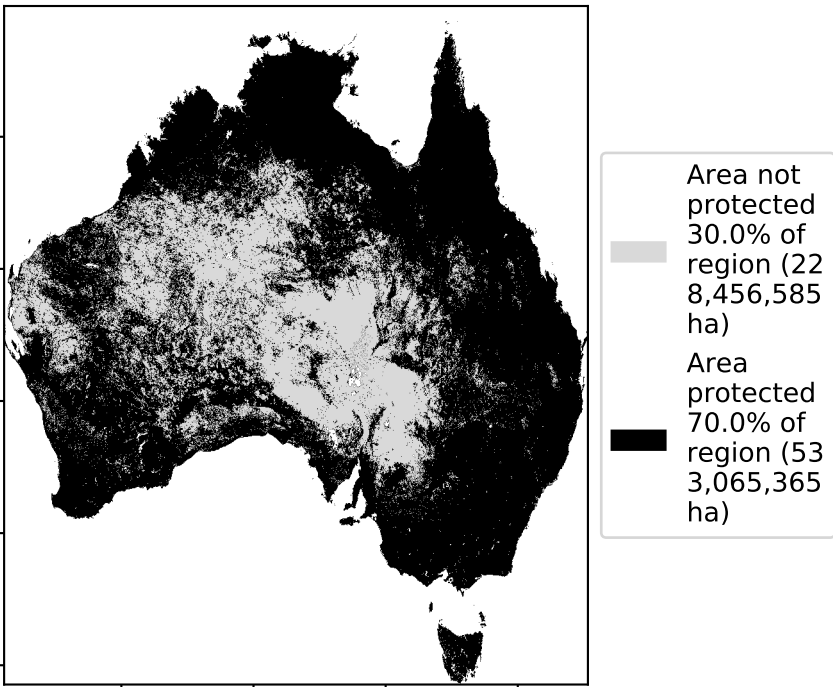 Area not
protected
30.0% of
region (22
8,456,585
ha)
Area
protected
70.0% of
region (53
3,065,365
ha)